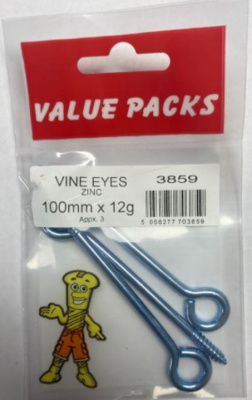 VALUE PACKS
VINE EYES 3859
ZINC
100mm x 12g
Appx. 3
5 056277 703859